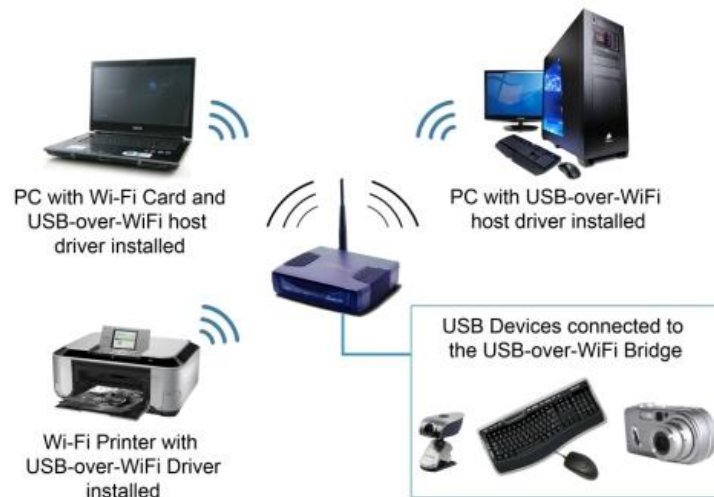 PC with Wi-Fi Card and
USB-over-WiFi host
driver installed
PC with USB-over-WiFi
host driver installed
USB Devices connected to
the USB-over-WiFi Bridge
Wi-Fi Printer with
USB-over-WiFi Driver
installed